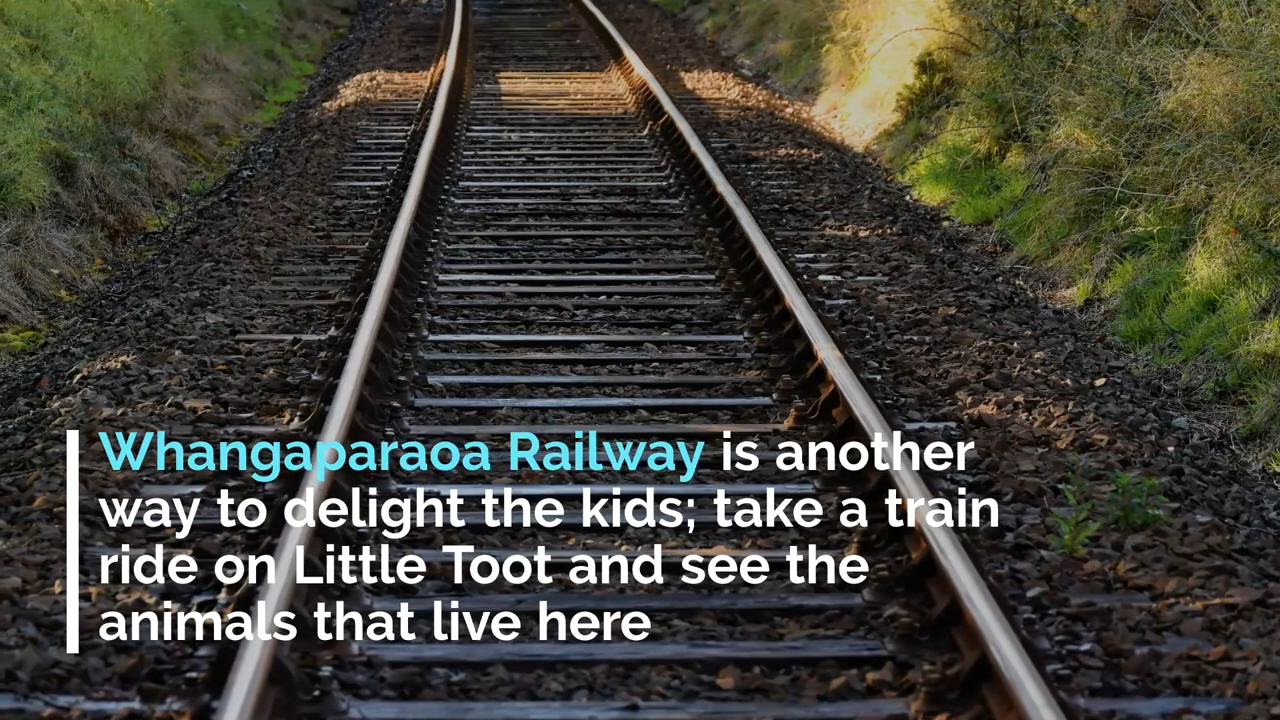 Whangaparaoa Railway is another
way to delight the kids; take a train
ride on Little Toot and see the
animals that live here